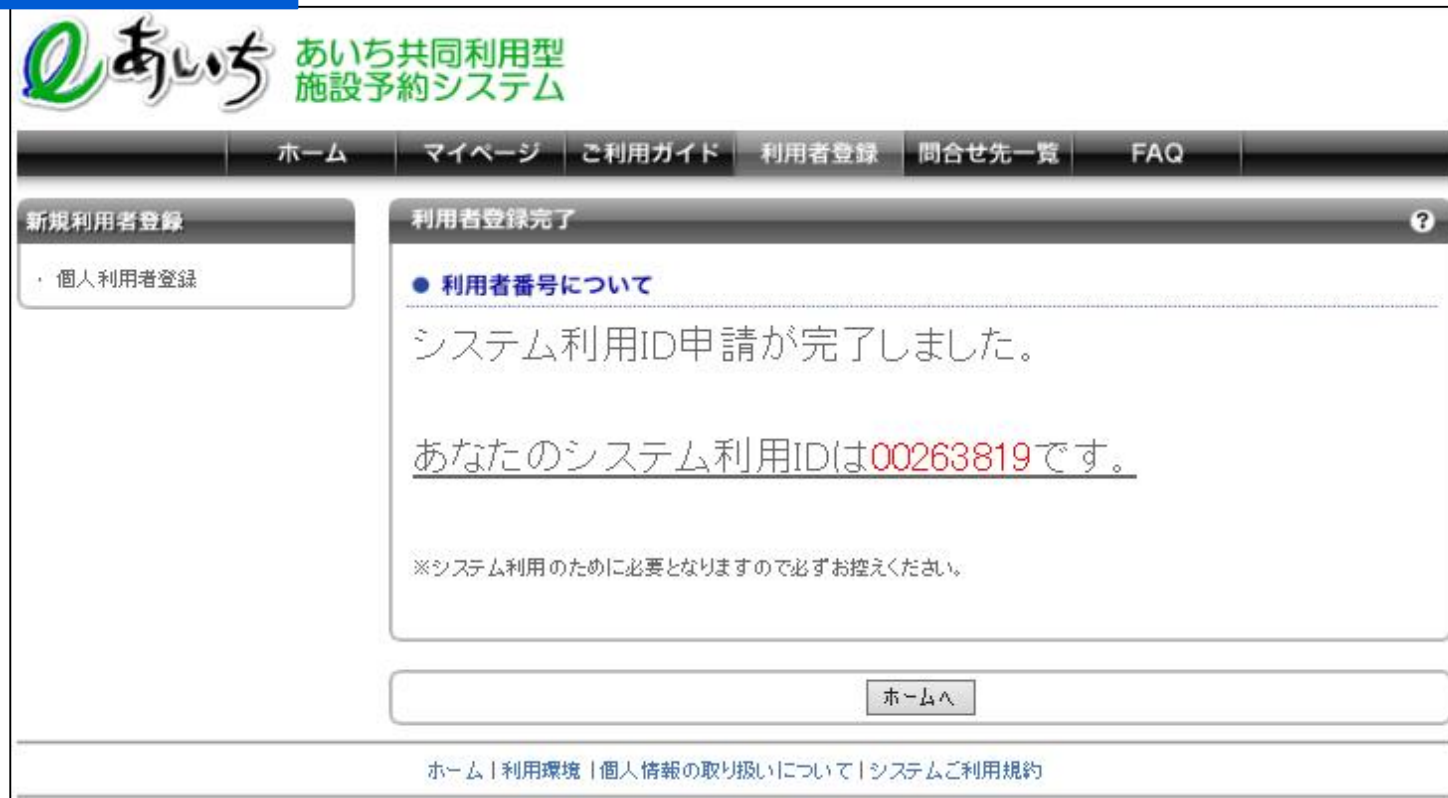 eあいち
あいち共同利用型
施設予約システム
ホーム マイページ ご利用ガイド 利用者登録 問合せ先一覧 FAQ
新規利用者登録
・個人利用者登録
利用者登録完了 ?
● 利用者番号について
システム利用ID申請が完了しました。
あなたのシステム利用IDは00263819です。
※システム利用のために必要となりますので必ずお控えください。
ホームへ
ホーム | 利用環境 | 個人情報の取り扱いについて | システムご利用規約